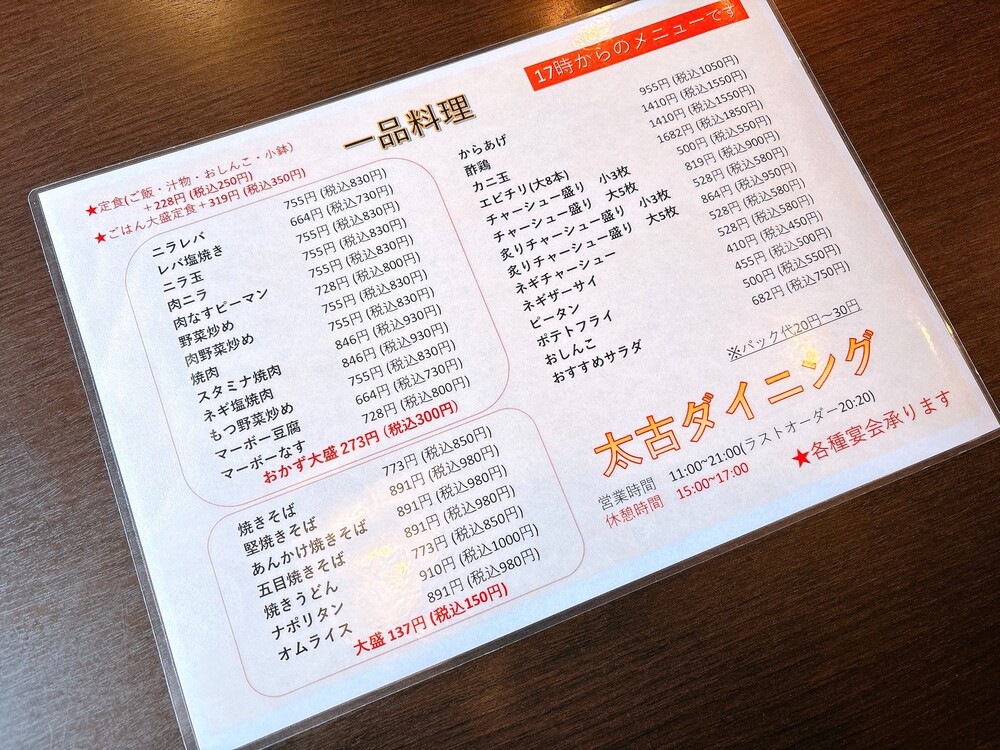 17時からのメニューです
一品料理
★定食(ご飯・汁物・おしんこ・小鉢)
+228円 (税込250円)
★ごはん大盛定食+319円 (税込350円)
ニラレバ 755円 (税込830円)
レバ塩焼き 664円 (税込730円)
ニラ玉 755円 (税込830円)
肉ニラ 755円 (税込830円)
肉なすピーマン 755円 (税込830円)
野菜炒め 728円 (税込800円)
肉野菜炒め 755円 (税込830円)
焼肉 755円 (税込830円)
スタミナ焼肉 846円 (税込930円)
ネギ塩焼肉 846円 (税込930円)
もつ野菜炒め 755円 (税込830円)
マーボー豆腐 664円 (税込730円)
マーボーなす 728円 (税込800円)
おかず大盛 273円 (税込300円)
焼きそば 773円 (税込850円)
堅焼きそば 891円 (税込980円)
あんかけ焼きそば 891円 (税込980円)
五目焼きそば 891円 (税込980円)
焼きうどん 773円 (税込850円)
ナポリタン 910円 (税込1000円)
オムライス 891円 (税込980円)
大盛 137円 (税込150円)
からあげ 955円 (税込1050円)
酢鶏 1410円 (税込1550円)
カニ玉 1410円 (税込1550円)
エビチリ(大8本) 1682円 (税込1850円)
チャーシュー盛り 小3枚 500円 (税込550円)
チャーシュー盛り 大5枚 819円 (税込900円)
炙りチャーシュー盛り 小3枚 528円 (税込580円)
炙りチャーシュー盛り 大5枚 864円 (税込950円)
ネギチャーシュー 528円 (税込580円)
ネギザーサイ 528円 (税込580円)
ピータン 410円 (税込450円)
ポテトフライ 455円 (税込500円)
おしんこ 500円 (税込550円)
おすすめサラダ 682円 (税込750円)
※パック代20円～30円
太古ダイニング
営業時間 11:00~21:00(ラストオーダー20:20)
休憩時間 15:00~17:00
★各種宴会承ります